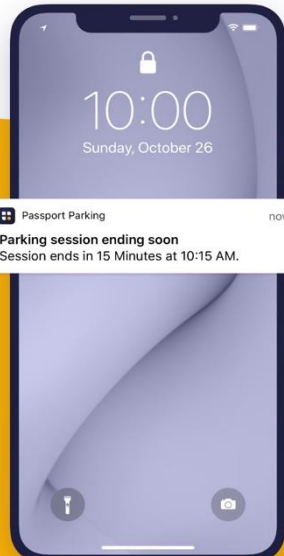 10:00
Sunday, October 26
Passport Parking
now
Parking session ending soon
Session ends in 15 Minutes at 10:15 AM.